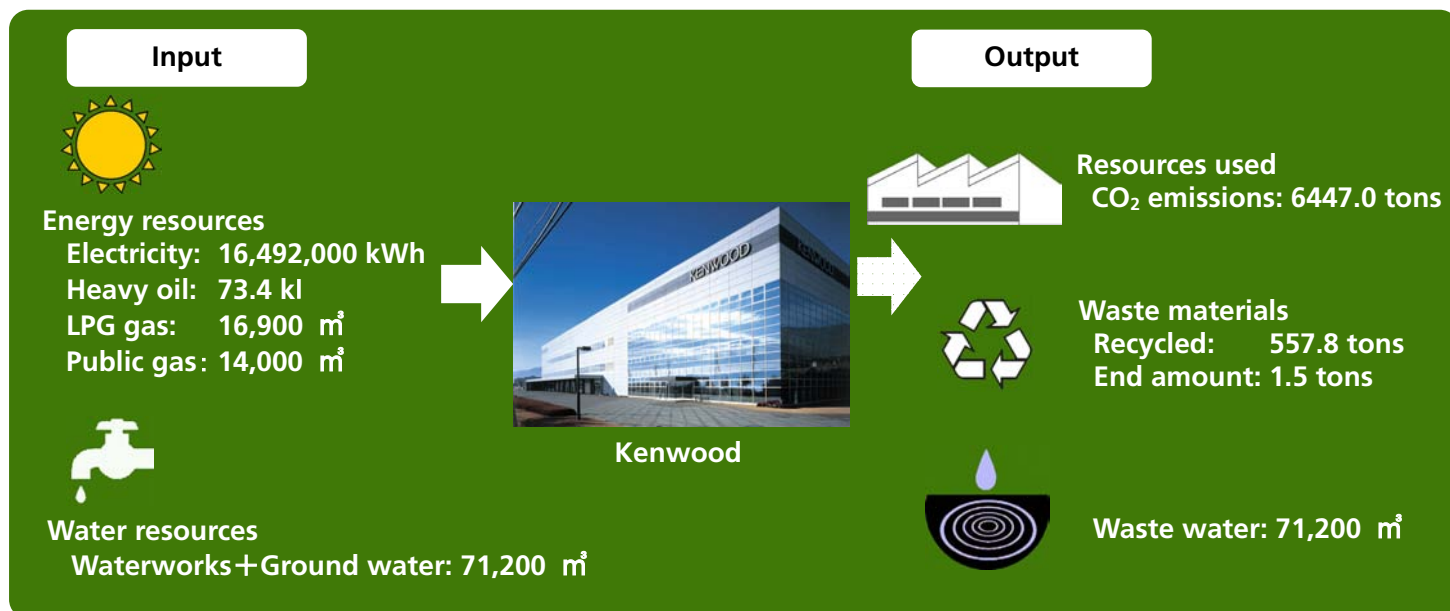 Input
Energy resources
Electricity: 16,492,000 kWh
Heavy oil: 73.4 kl
LPG gas: 16,900 ㎥
Public gas: 14,000 ㎥
Water resources
Waterworks+Ground water: 71,200 ㎥
KENWOOD
KENWOOD
Kenwood
Output
Resources used
CO₂ emissions: 6447.0 tons
Waste materials
Recycled: 557.8 tons
End amount: 1.5 tons
Waste water: 71,200 ㎥